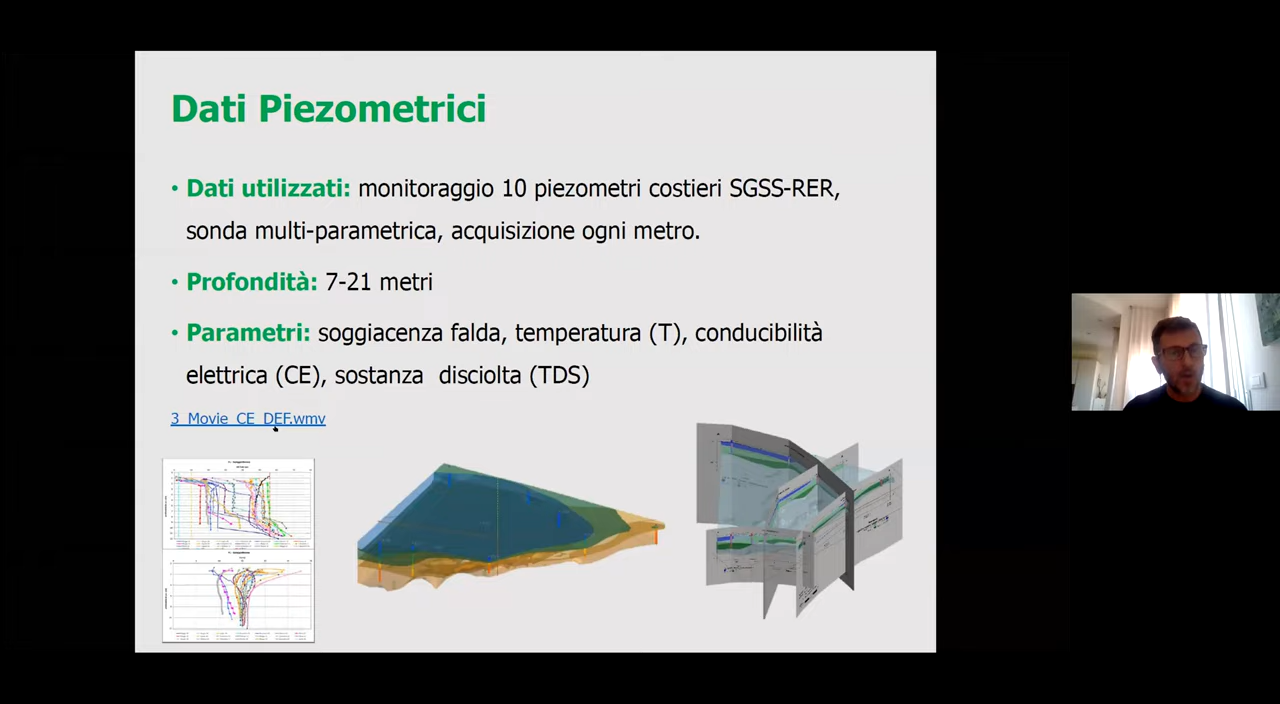 Dati Piezometrici
• Dati utilizzati: monitoraggio 10 piezometri costieri SGSS-RER,
sonda multi-parametrica, acquisizione ogni metro.
• Profondità: 7-21 metri
• Parametri: soggiacenza falda, temperatura (T), conducibilità
elettrica (CE), sostanza disciolta (TDS)
3_Movie_CE_DEF.wmv